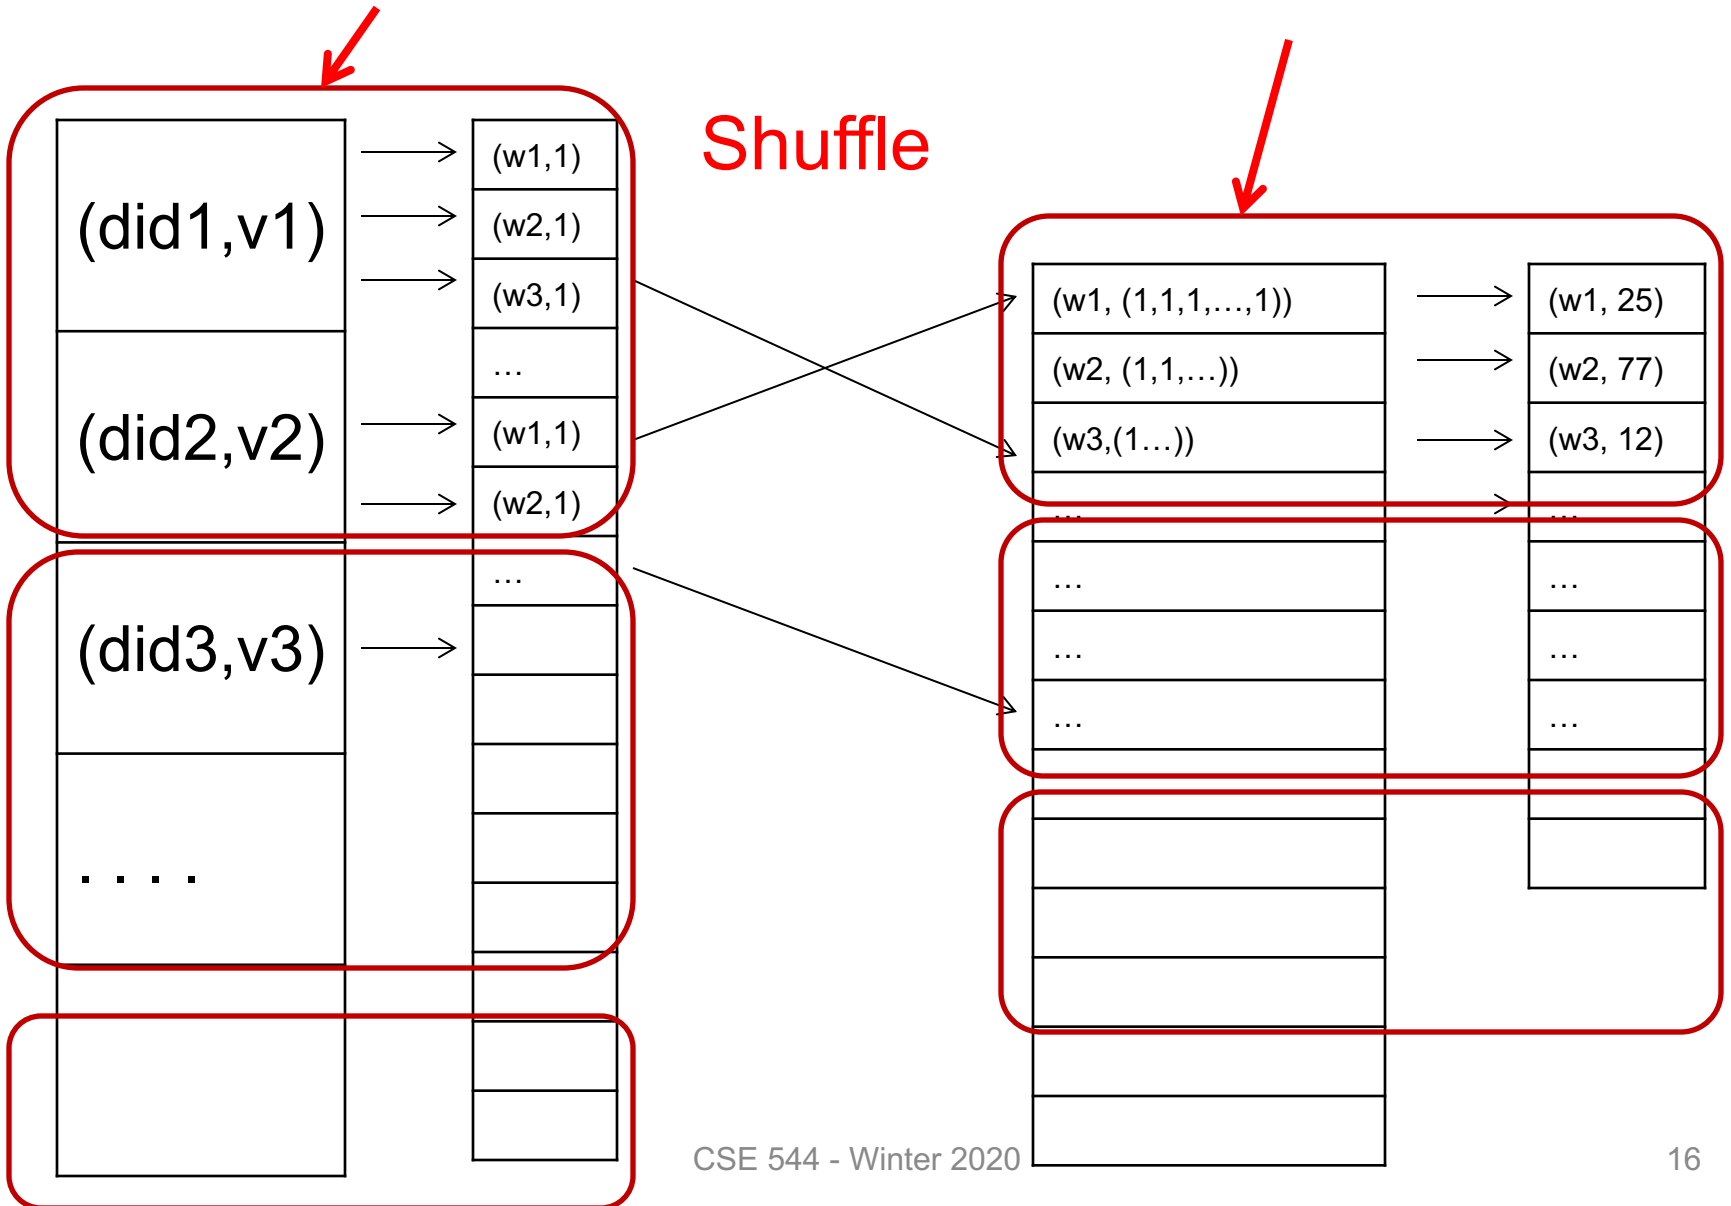 Shuffle
(did1,v1)
(did2,v2)
(did3,v3)
. . . .
(w1,1)
(w2,1)
(w3,1)
…
(w1,1)
(w2,1)
…
(w1, (1,1,1,…,1))
(w2, (1,1,…))
(w3,(1…))
…
…
…
…
(w1, 25)
(w2, 77)
(w3, 12)
…
…
…
…
CSE 544 - Winter 2020
16